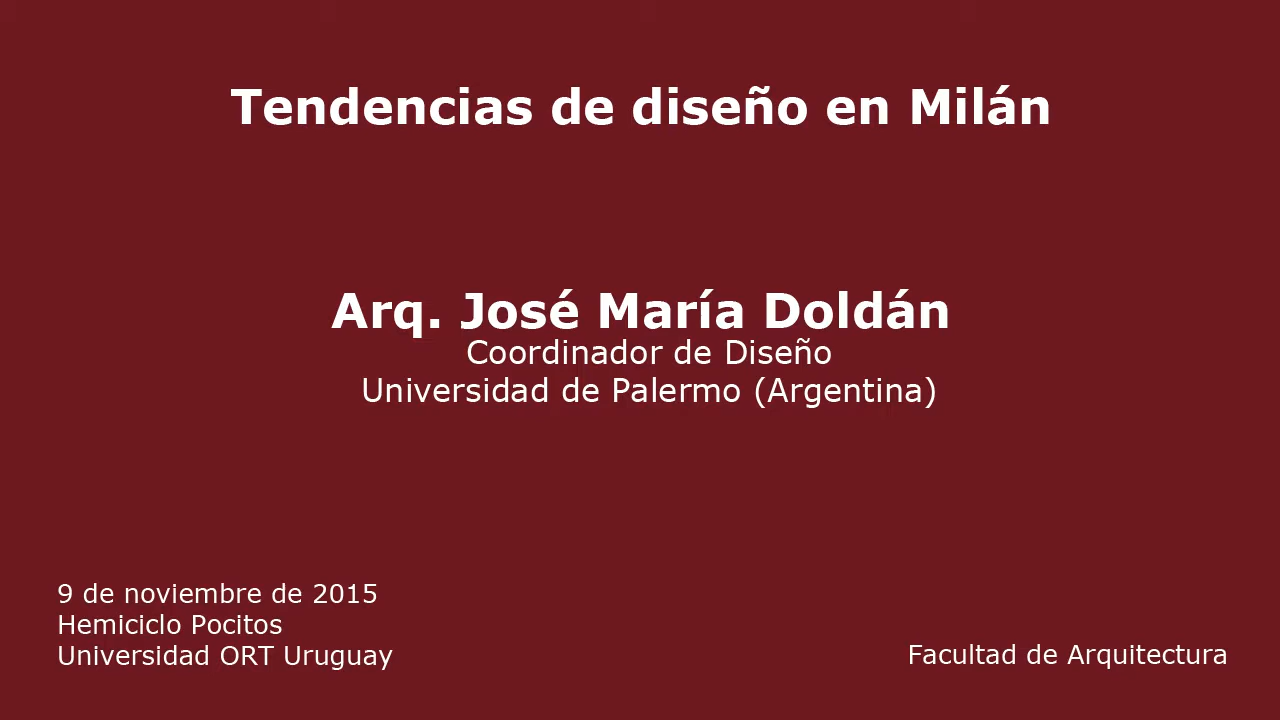 Tendencias de diseño en Milán
Arq. José María Doldán
Coordinador de Diseño
Universidad de Palermo (Argentina)
9 de noviembre de 2015
Hemiciclo Pocitos
Universidad ORT Uruguay
Facultad de Arquitectura